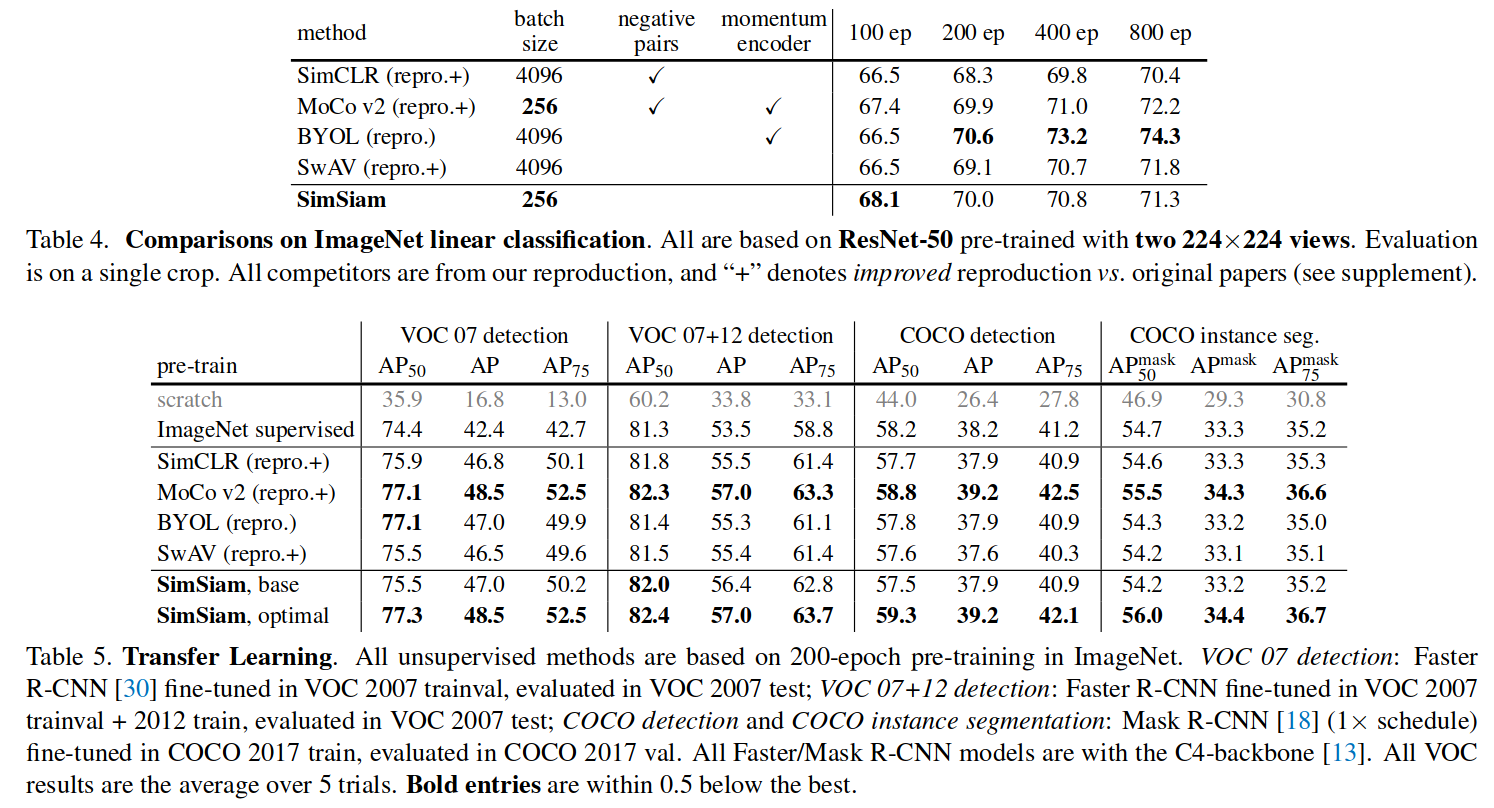 method batch size negative pairs momentum encoder 100 ep 200 ep 400 ep 800 ep
SimCLR (repro.+) 4096 ✓ 66.5 68.3 69.8 70.4
MoCo v2 (repro.+) 256 ✓ ✓ 67.4 69.9 71.0 72.2
BYOL (repro.) 4096 ✓ 66.5 70.6 73.2 74.3
SwAV (repro.+) 4096 66.5 69.1 70.7 71.8
SimSiam 256 68.1 70.0 70.8 71.3
Table 4. Comparisons on ImageNet linear classification. All are based on ResNet-50 pre-trained with two 224×224 views. Evaluation
is on a single crop. All competitors are from our reproduction, and “+” denotes improved reproduction vs. original papers (see supplement).
VOC 07 detection VOC 07+12 detection COCO detection COCO instance seg.
pre-train AP50 AP AP75 AP50 AP AP75 AP50 AP AP75 AP50mask APmask AP75mask
scratch 35.9 16.8 13.0 60.2 33.8 33.1 44.0 26.4 27.8 46.9 29.3 30.8
ImageNet supervised 74.4 42.4 42.7 81.3 53.5 58.8 58.2 38.2 41.2 54.7 33.3 35.2
SimCLR (repro.+) 75.9 46.8 50.1 81.8 55.5 61.4 57.7 37.9 40.9 54.6 33.3 35.3
MoCo v2 (repro.+) 77.1 48.5 52.5 82.3 57.0 63.3 58.8 39.2 42.5 55.5 34.3 36.6
BYOL (repro.) 77.1 47.0 49.9 81.4 55.3 61.1 57.8 37.9 40.9 54.3 33.2 35.0
SwAV (repro.+) 75.5 46.5 49.6 81.5 55.4 61.4 57.6 37.6 40.3 54.2 33.1 35.1
SimSiam, base 75.5 47.0 50.2 82.0 56.4 62.8 57.5 37.9 40.9 54.2 33.2 35.2
SimSiam, optimal 77.3 48.5 52.5 82.4 57.0 63.7 59.3 39.2 42.1 56.0 34.4 36.7
Table 5. Transfer Learning. All unsupervised methods are based on 200-epoch pre-training in ImageNet. VOC 07 detection: Faster
R-CNN [30] fine-tuned in VOC 2007 trainval, evaluated in VOC 2007 test; VOC 07+12 detection: Faster R-CNN fine-tuned in VOC 2007
trainval + 2012 train, evaluated in VOC 2007 test; COCO detection and COCO instance segmentation: Mask R-CNN [18] (1× schedule)
fine-tuned in COCO 2017 train, evaluated in COCO 2017 val. All Faster/Mask R-CNN models are with the C4-backbone [13]. All VOC
results are the average over 5 trials. Bold entries are within 0.5 below the best.